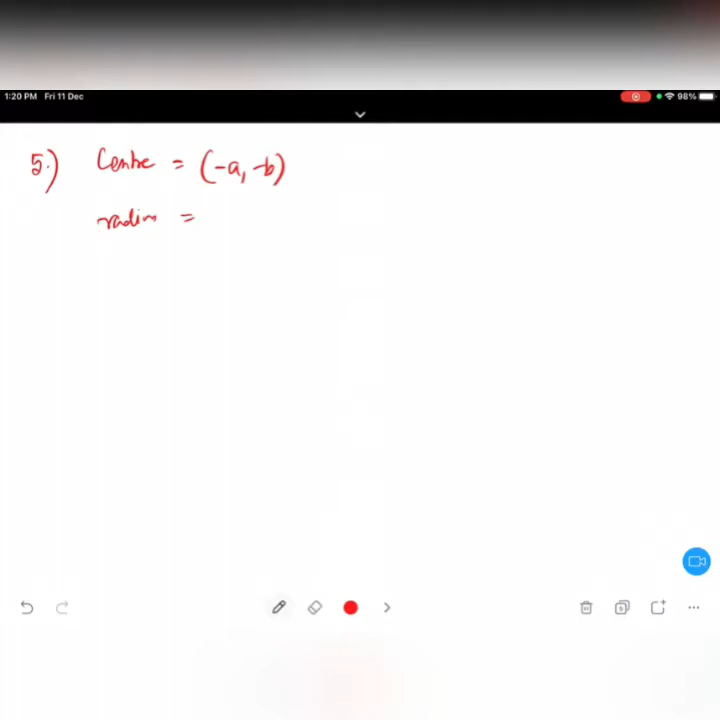 1:20 PM Fri 11 Dec
98%
5.) Centre = (-a, -b)
radius =